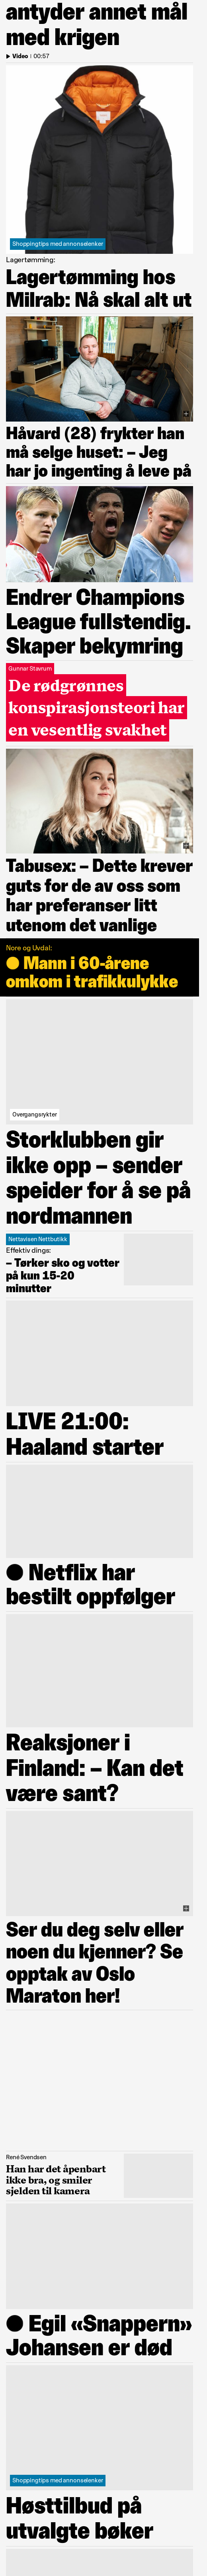 antyder annet mål
med krigen
Video | 00:57
Shoppingtips med annonselenker
Lagertømming:
Lagertømming hos
Milrab: Nå skal alt ut
Håvard (28) frykter han
må selge huset: – Jeg
har jo ingenting å leve på
Endrer Champions
League fullstendig.
Skaper bekymring
Gunnar Stavrum
De rødgrønnes
konspirasjonsteori har
en vesentlig svakhet
Tabusex: – Dette krever
guts for de av oss som
har preferanser litt
utenom det vanlige
Nore og Uvdal:
● Mann i 60-årene
omkom i trafikkulykke
Overgangsrykter
Storklubben gir
ikke opp – sender
speider for å se på
nordmannen
Nettavisen Nettbutikk
Effektiv dings:
– Tørker sko og votter
på kun 15-20
minutter
LIVE 21:00:
Haaland starter
● Netflix har
bestilt oppfølger
Reaksjoner i
Finland: – Kan det
være sant?
Ser du deg selv eller
noen du kjenner? Se
opptak av Oslo
Maraton her!
René Svendsen
Han har det åpenbart
ikke bra, og smiler
sjelden til kamera
● Egil «Snappern»
Johansen er død
Shoppingtips med annonselenker
Høsttilbud på
utvalgte bøker